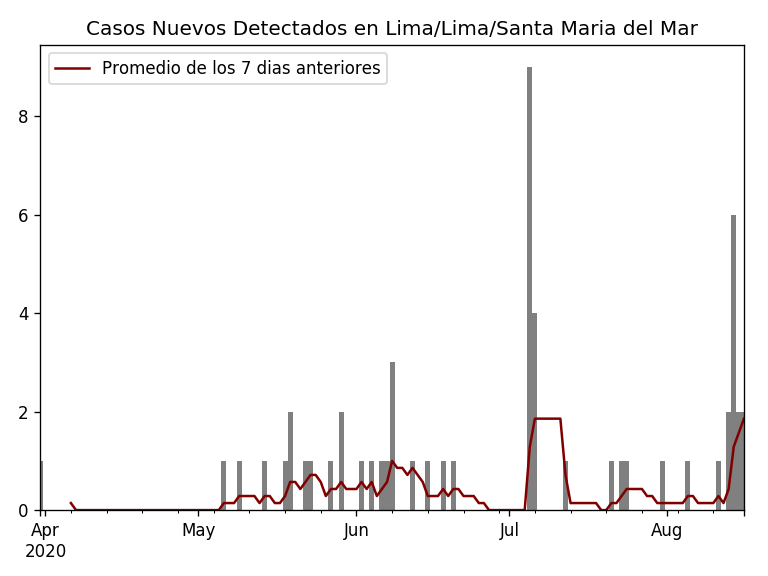 Casos Nuevos Detectados en Lima/Lima/Santa Maria del Mar
Promedio de los 7 dias anteriores
8
6
4
2
0
Apr May Jun Jul Aug
2020